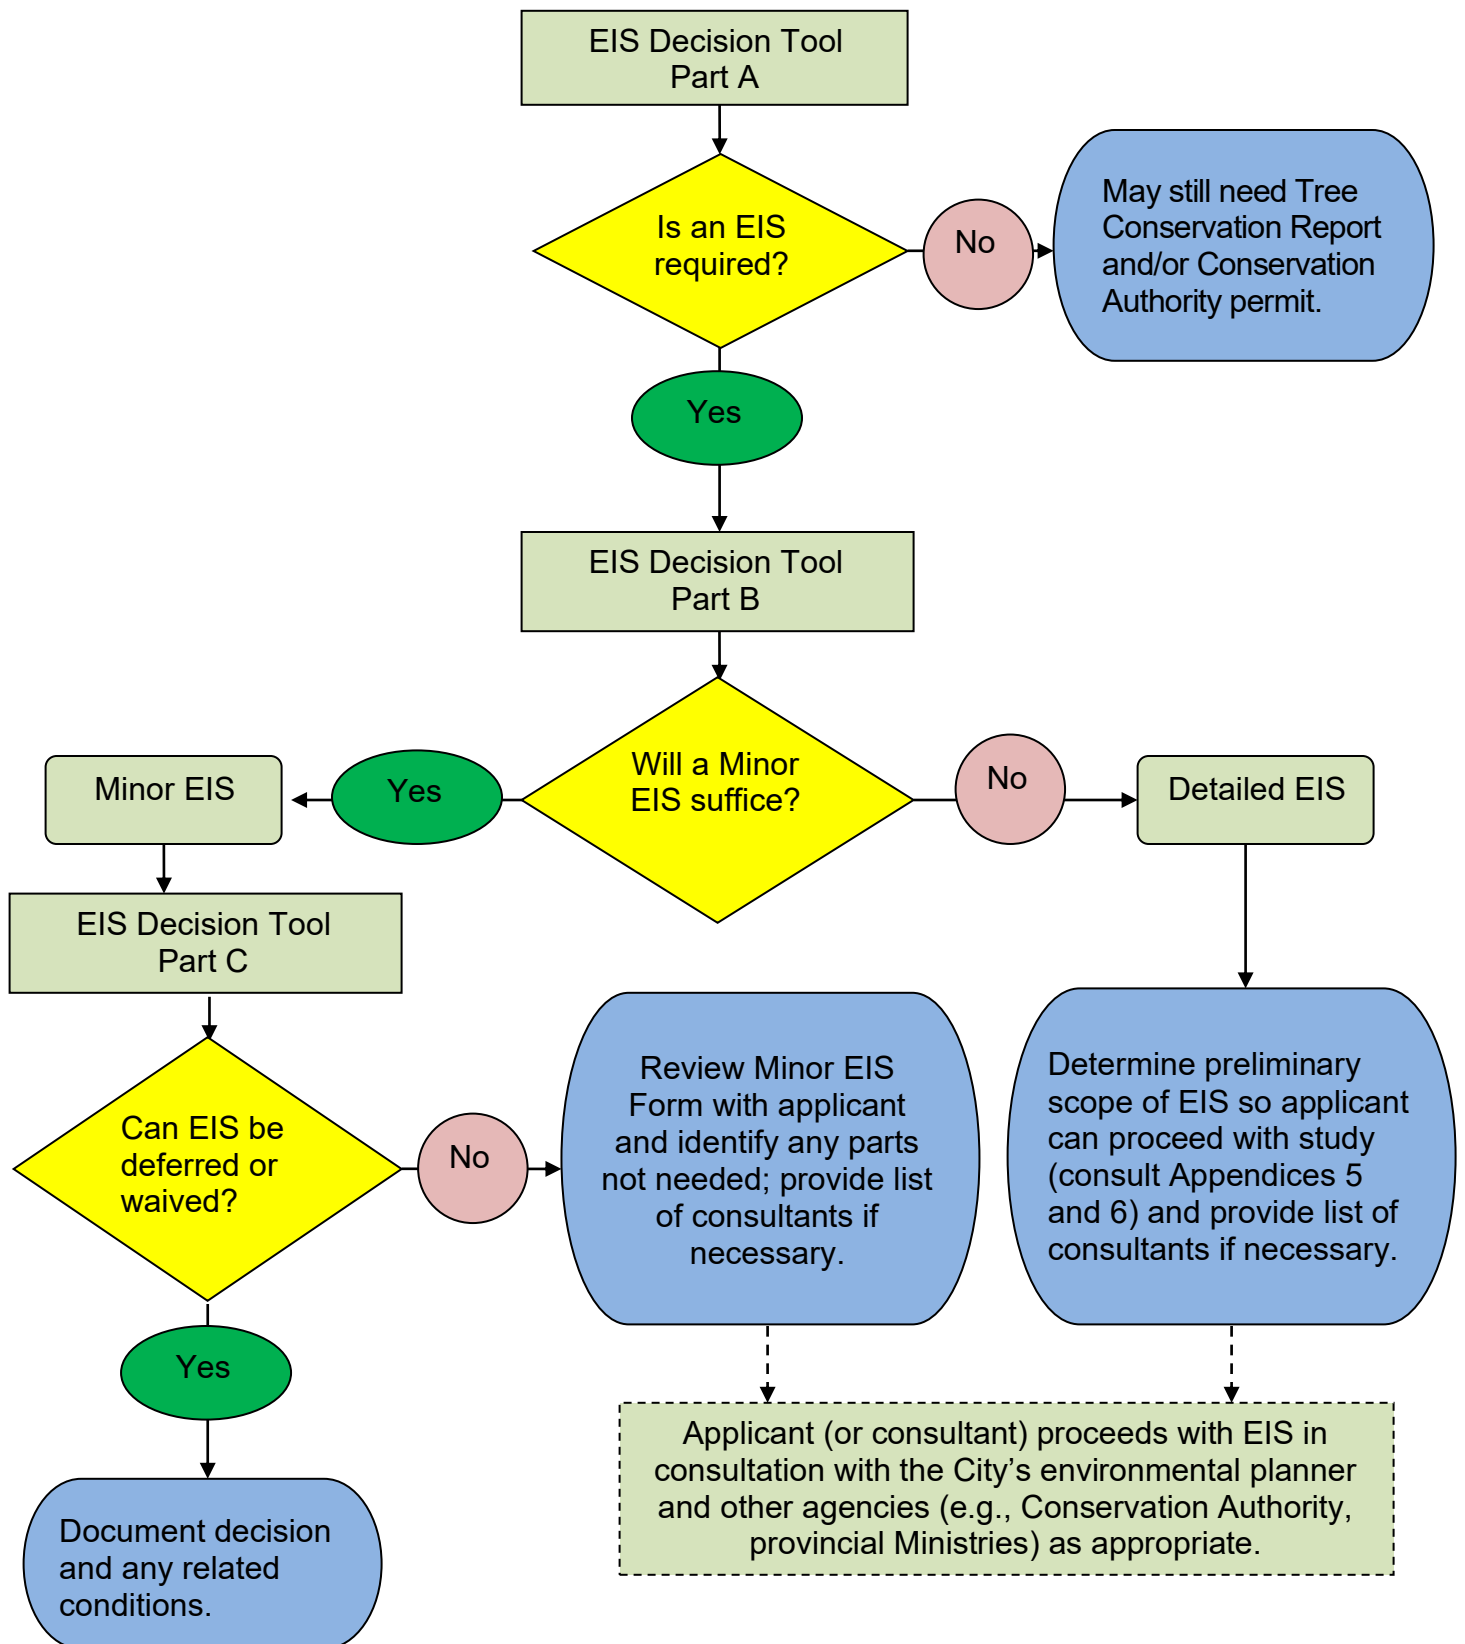 EIS Decision Tool
Part A
Is an EIS
required?
No
May still need Tree
Conservation Report
and/or Conservation
Authority permit.
Yes
EIS Decision Tool
Part B
Will a Minor
EIS suffice?
Yes
Minor EIS
No
Detailed EIS
EIS Decision Tool
Part C
Can EIS be
deferred or
waived?
No
Review Minor EIS
Form with applicant
and identify any parts
not needed; provide list
of consultants if
necessary.
Determine preliminary
scope of EIS so applicant
can proceed with study
(consult Appendices 5
and 6) and provide list of
consultants if necessary.
Yes
Document decision
and any related
conditions.
Applicant (or consultant) proceeds with EIS in
consultation with the City’s environmental planner
and other agencies (e.g., Conservation Authority,
provincial Ministries) as appropriate.